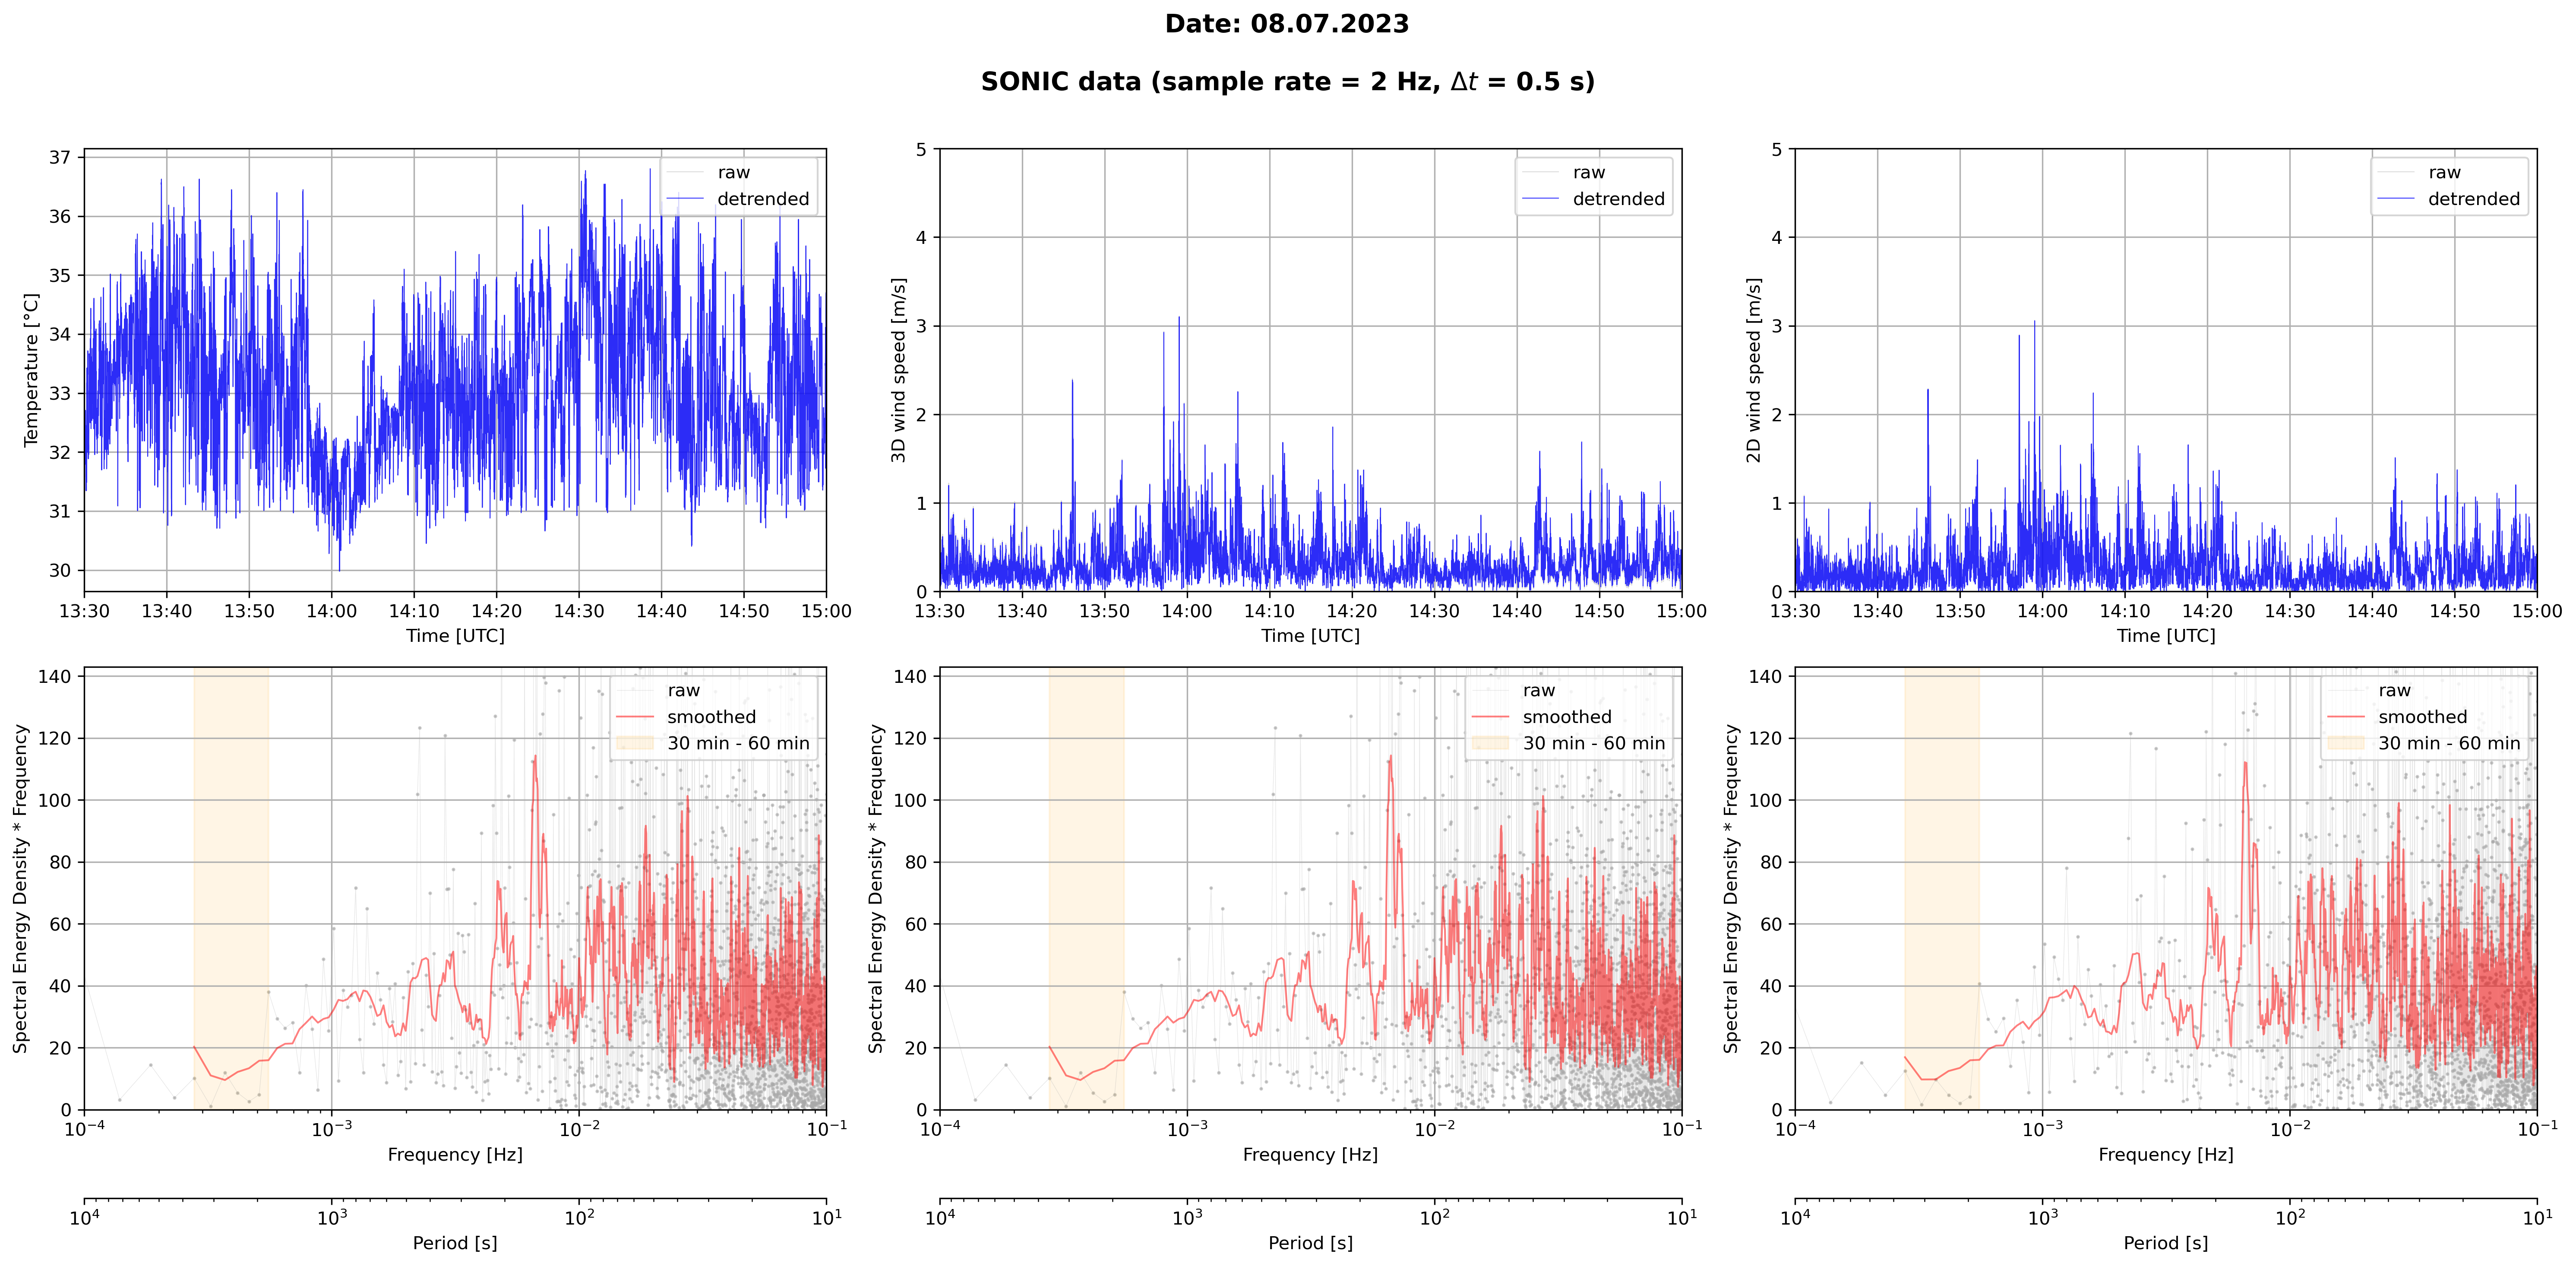 Date: 08.07.2023
SONIC data (sample rate = 2 Hz, Δt = 0.5 s)
37
36
35
34
33
32
31
30
Temperature [°C]
raw
detrended
13:30 13:40 13:50 14:00 14:10 14:20 14:30 14:40 14:50 15:00
Time [UTC]
5
4
3
2
1
0
3D wind speed [m/s]
raw
detrended
13:30 13:40 13:50 14:00 14:10 14:20 14:30 14:40 14:50 15:00
Time [UTC]
5
4
3
2
1
0
2D wind speed [m/s]
raw
detrended
13:30 13:40 13:50 14:00 14:10 14:20 14:30 14:40 14:50 15:00
Time [UTC]
140
120
100
80
60
40
20
0
Spectral Energy Density * Frequency
raw
smoothed
30 min - 60 min
10⁻⁴ 10⁻³ 10⁻² 10⁻¹
Frequency [Hz]
10⁴ 10³ 10² 10¹
Period [s]
140
120
100
80
60
40
20
0
Spectral Energy Density * Frequency
raw
smoothed
30 min - 60 min
10⁻⁴ 10⁻³ 10⁻² 10⁻¹
Frequency [Hz]
10⁴ 10³ 10² 10¹
Period [s]
140
120
100
80
60
40
20
0
Spectral Energy Density * Frequency
raw
smoothed
30 min - 60 min
10⁻⁴ 10⁻³ 10⁻² 10⁻¹
Frequency [Hz]
10⁴ 10³ 10² 10¹
Period [s]